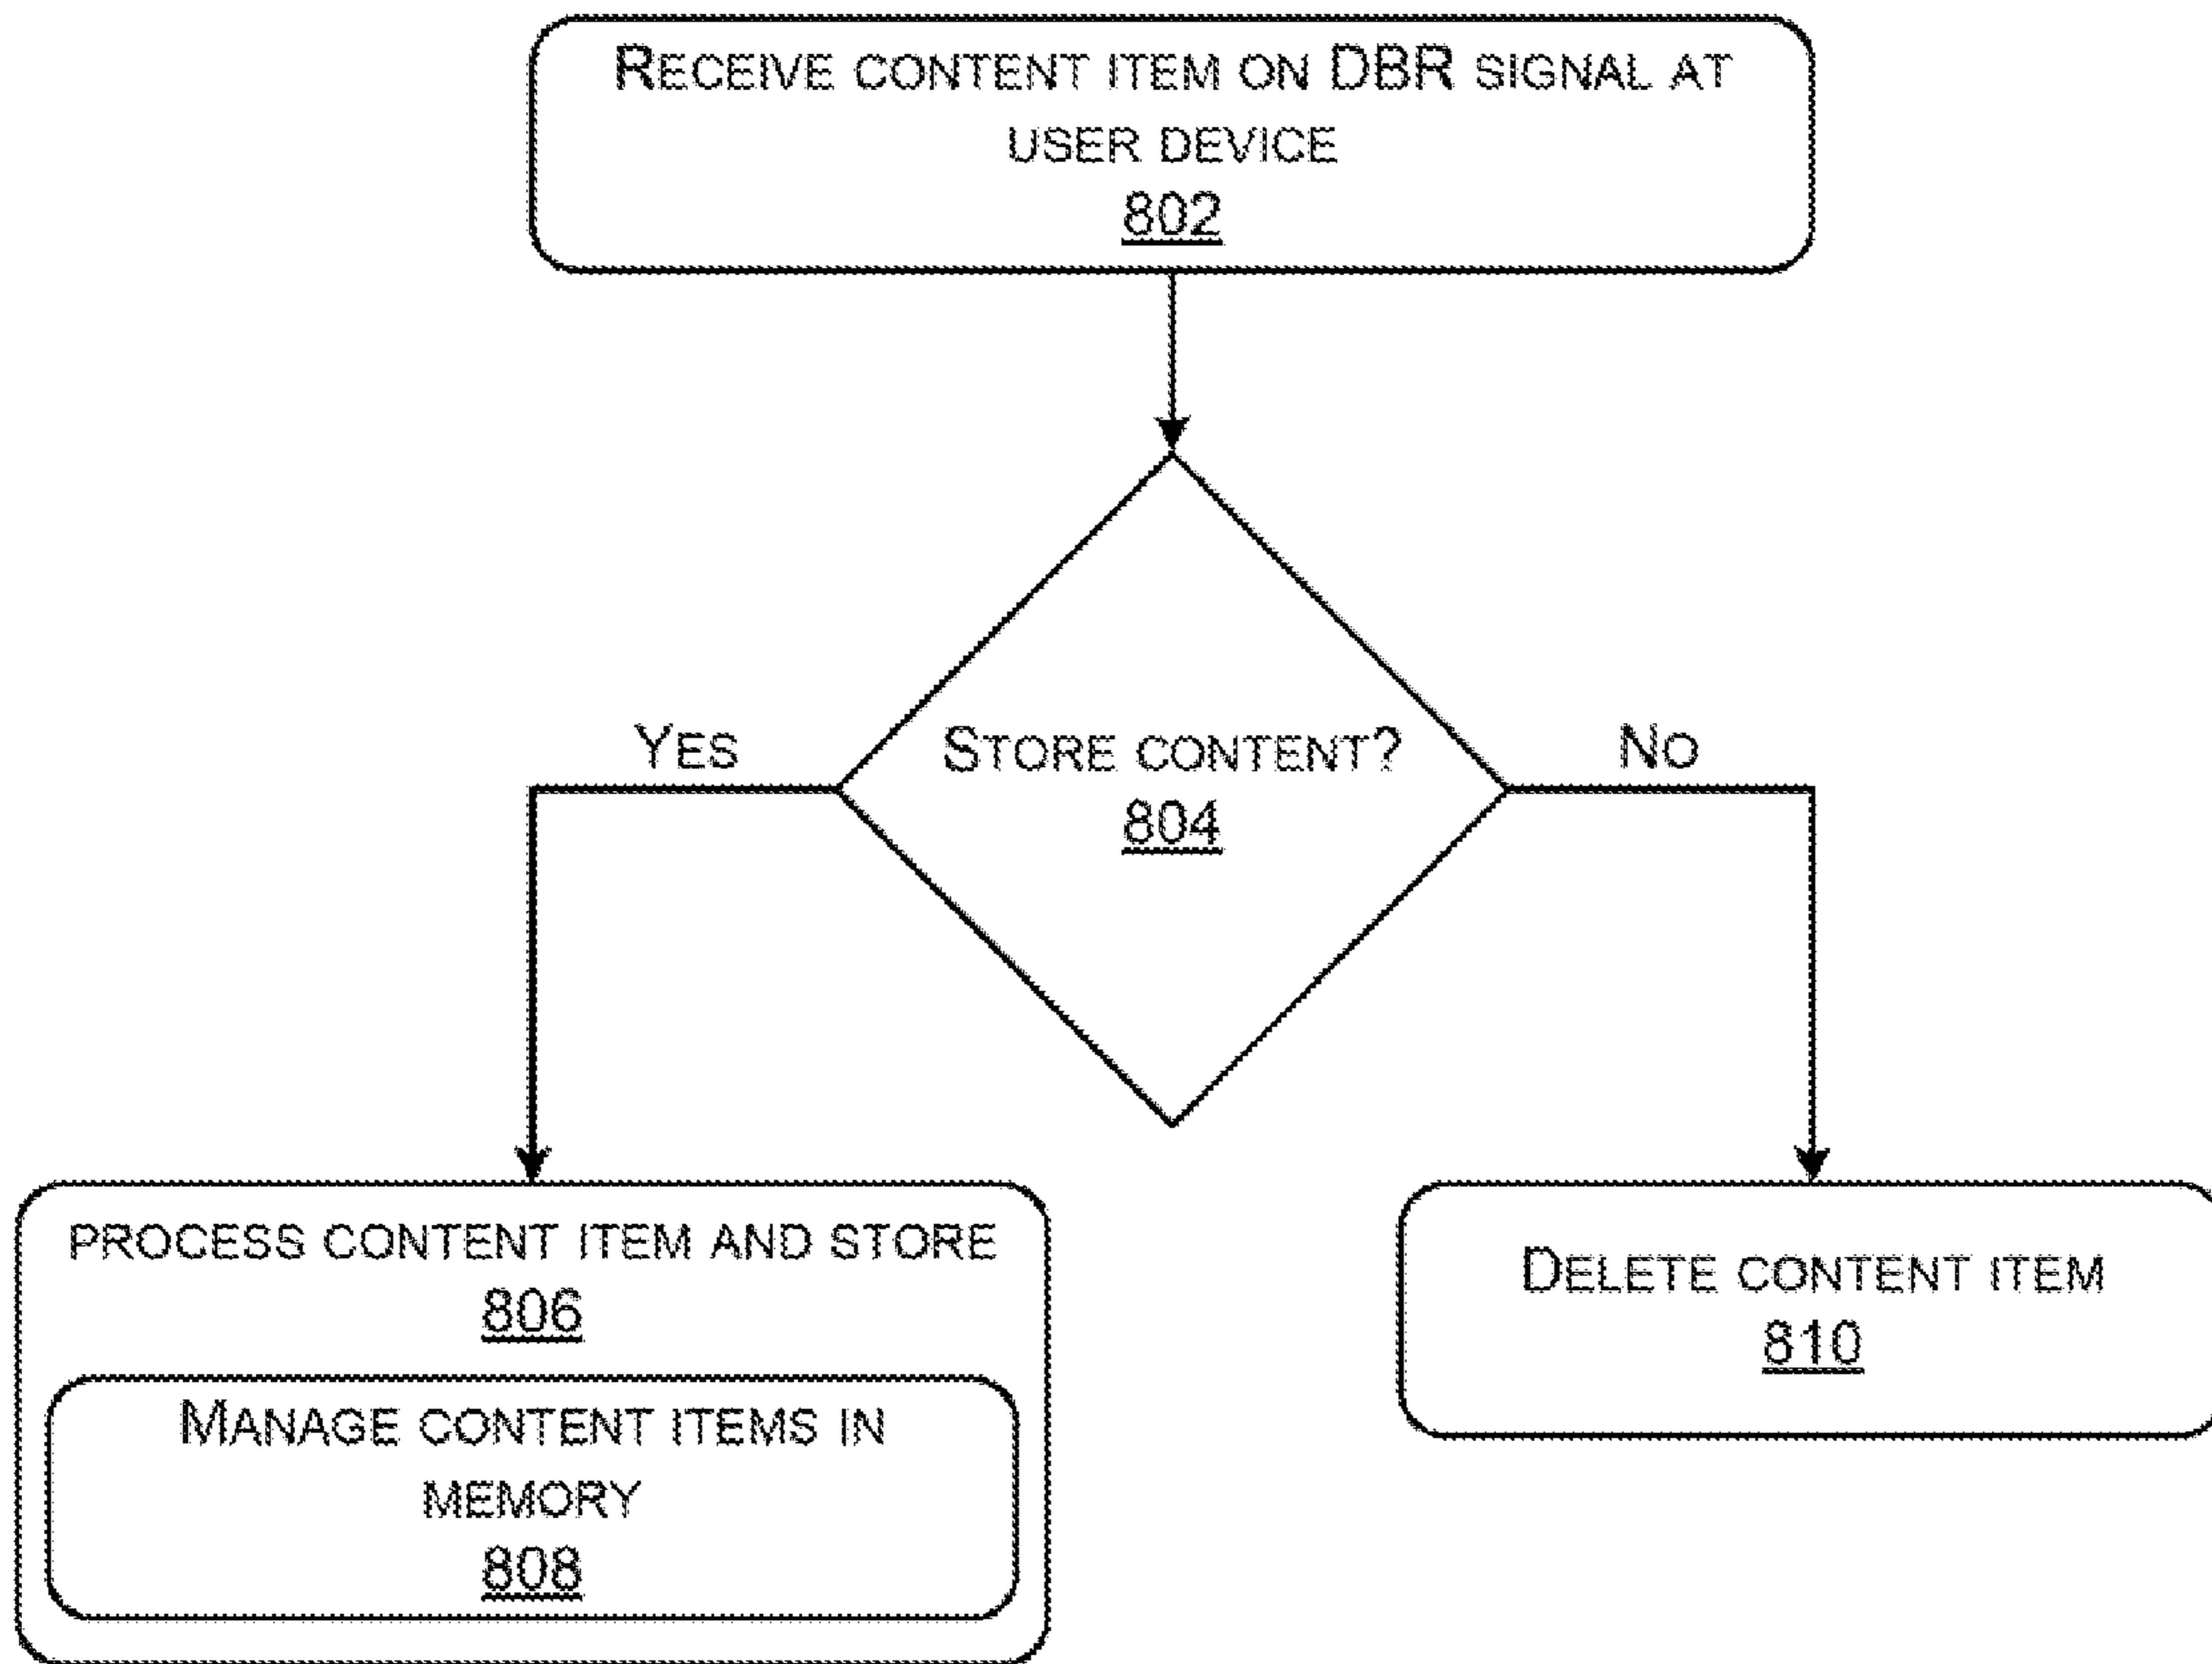 RECEIVE CONTENT ITEM ON DBR SIGNAL AT
USER DEVICE
802
STORE CONTENT?
804
YES
NO
PROCESS CONTENT ITEM AND STORE
806
MANAGE CONTENT ITEMS IN
MEMORY
808
DELETE CONTENT ITEM
810